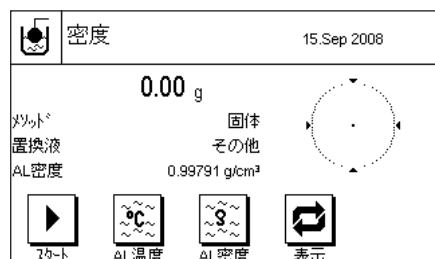 密度 15.Sep 2008
0.00 g
ﾒｿｯﾄﾞ 固体
置換液 その他
AL密度 0.99791 g/cm³
℃
ｽﾀｰﾄ AL温度 AL密度 表示